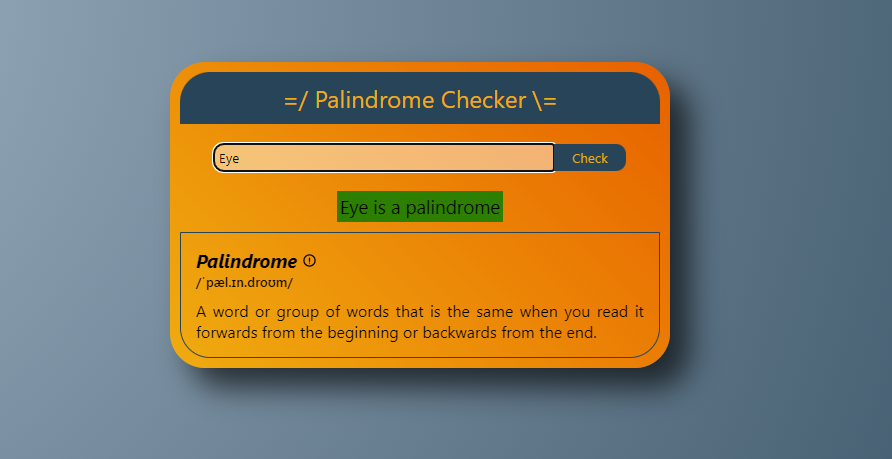 =/ Palindrome Checker \=
Eye Check
Eye is a palindrome
Palindrome
/ˈpæl.ɪn.droʊm/
A word or group of words that is the same when you read it
forwards from the beginning or backwards from the end.